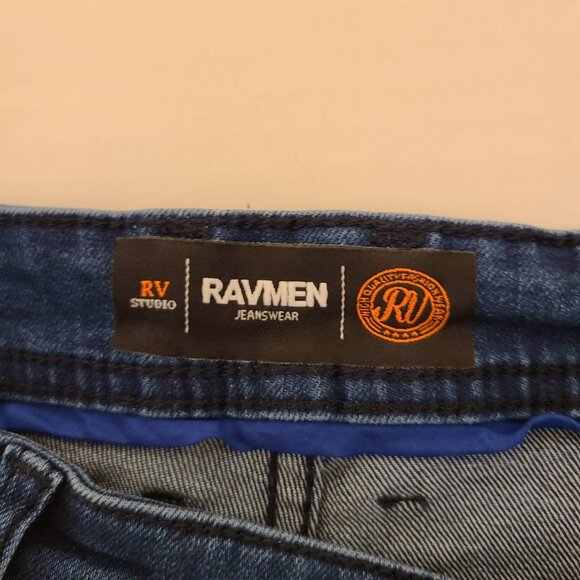 RV
STUDIO
RAVMEN
JEANSWEAR
HIGH QUALITY FASHION WEAR
RV